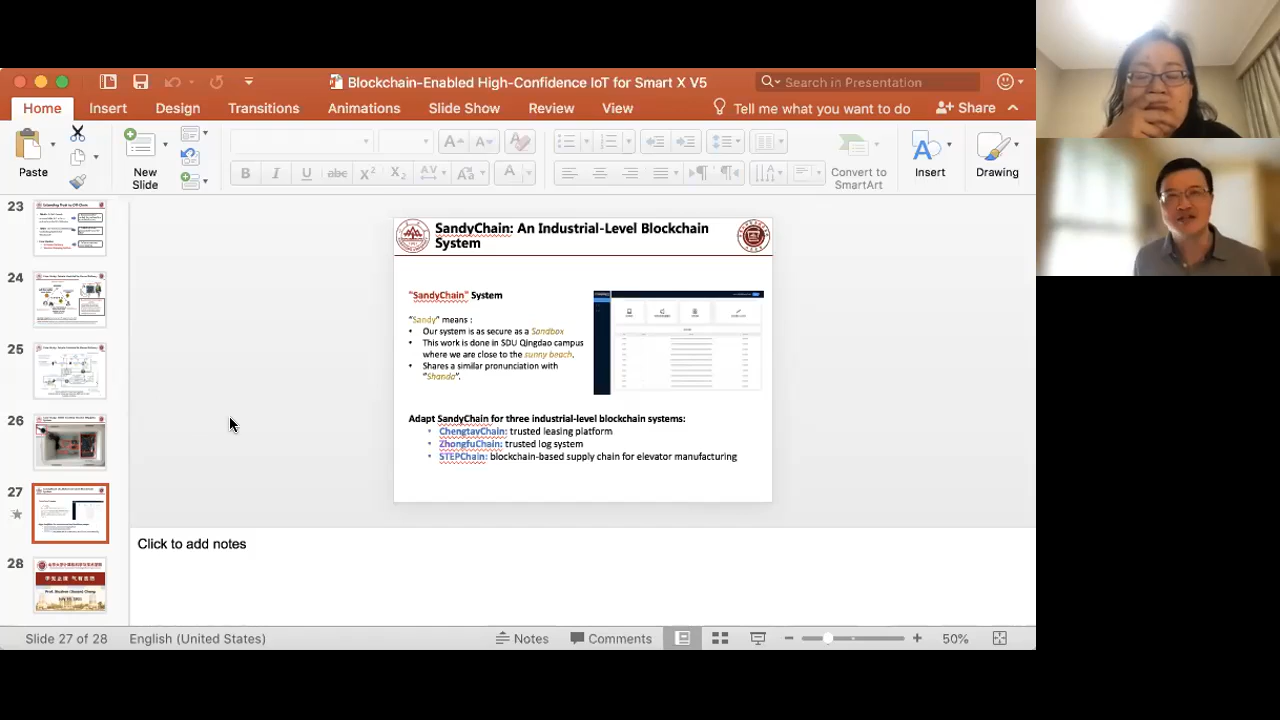 Blockchain-Enabled High-Confidence IoT for Smart X V5
Search in Presentation
Home Insert Design Transitions Animations Slide Show Review View Tell me what you want to do Share
Paste
New
Slide
B I U abc X² X₂
Convert to
SmartArt
Insert
Drawing
23
24
25
26
27
28
SandyChain: An Industrial-Level Blockchain
System
"SandyChain" System
"Sandy" means :
• Our system is as secure as a Sandbox
• This work is done in SDU Qingdao campus
where we are close to the sunny beach.
• Shares a similar pronunciation with
"Shanda".
Adapt SandyChain for three industrial-level blockchain systems:
• ChengtayChain: trusted leasing platform
• ZhongfuChain: trusted log system
• STEPChain: blockchain-based supply chain for elevator manufacturing
Click to add notes
Slide 27 of 28 English (United States) Notes Comments 50%